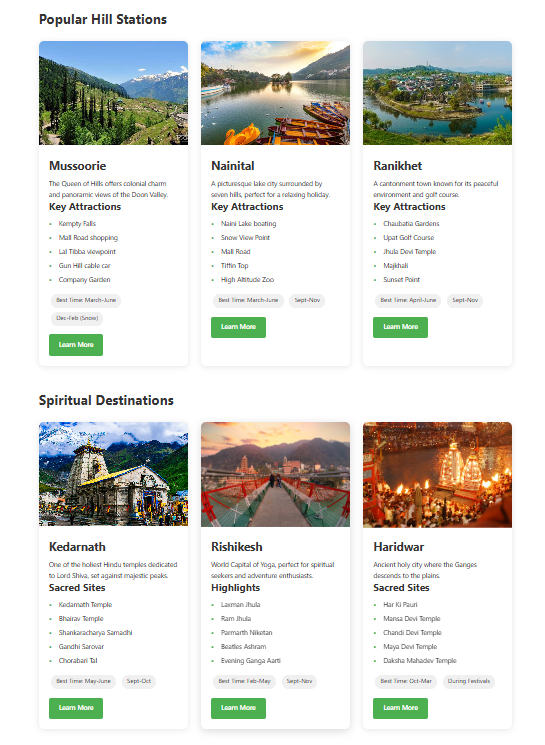 Popular Hill Stations
Mussoorie
The Queen of Hills offers colonial charm
and panoramic views of the Doon Valley.
Key Attractions
Kempty Falls
Mall Road shopping
Lal Tibba viewpoint
Gun Hill cable car
Company Garden
Best Time: March-June
Dec-Feb (Snow)
Learn More
Nainital
A picturesque lake city surrounded by
seven hills, perfect for a relaxing holiday.
Key Attractions
Naini Lake boating
Snow View Point
Mall Road
Tiffin Top
High Altitude Zoo
Best Time: March-June
Sept-Nov
Learn More
Ranikhet
A cantonment town known for its peaceful
environment and golf course.
Key Attractions
Chaubatia Gardens
Upat Golf Course
Jhula Devi Temple
Majkhali
Sunset Point
Best Time: April-June
Sept-Nov
Learn More
Spiritual Destinations
Kedarnath
One of the holiest Hindu temples dedicated
to Lord Shiva, set against majestic peaks.
Sacred Sites
Kedarnath Temple
Bhairav Temple
Shankaracharya Samadhi
Gandhi Sarovar
Chorabari Tal
Best Time: May-June
Sept-Oct
Learn More
Rishikesh
World Capital of Yoga, perfect for spiritual
seekers and adventure enthusiasts.
Highlights
Laxman Jhula
Ram Jhula
Parmarth Niketan
Beatles Ashram
Evening Ganga Aarti
Best Time: Feb-May
Sept-Nov
Learn More
Haridwar
Ancient holy city where the Ganges
descends to the plains.
Sacred Sites
Har Ki Pauri
Mansa Devi Temple
Chandi Devi Temple
Maya Devi Temple
Daksha Mahadev Temple
Best Time: Oct-Mar
During Festivals
Learn More